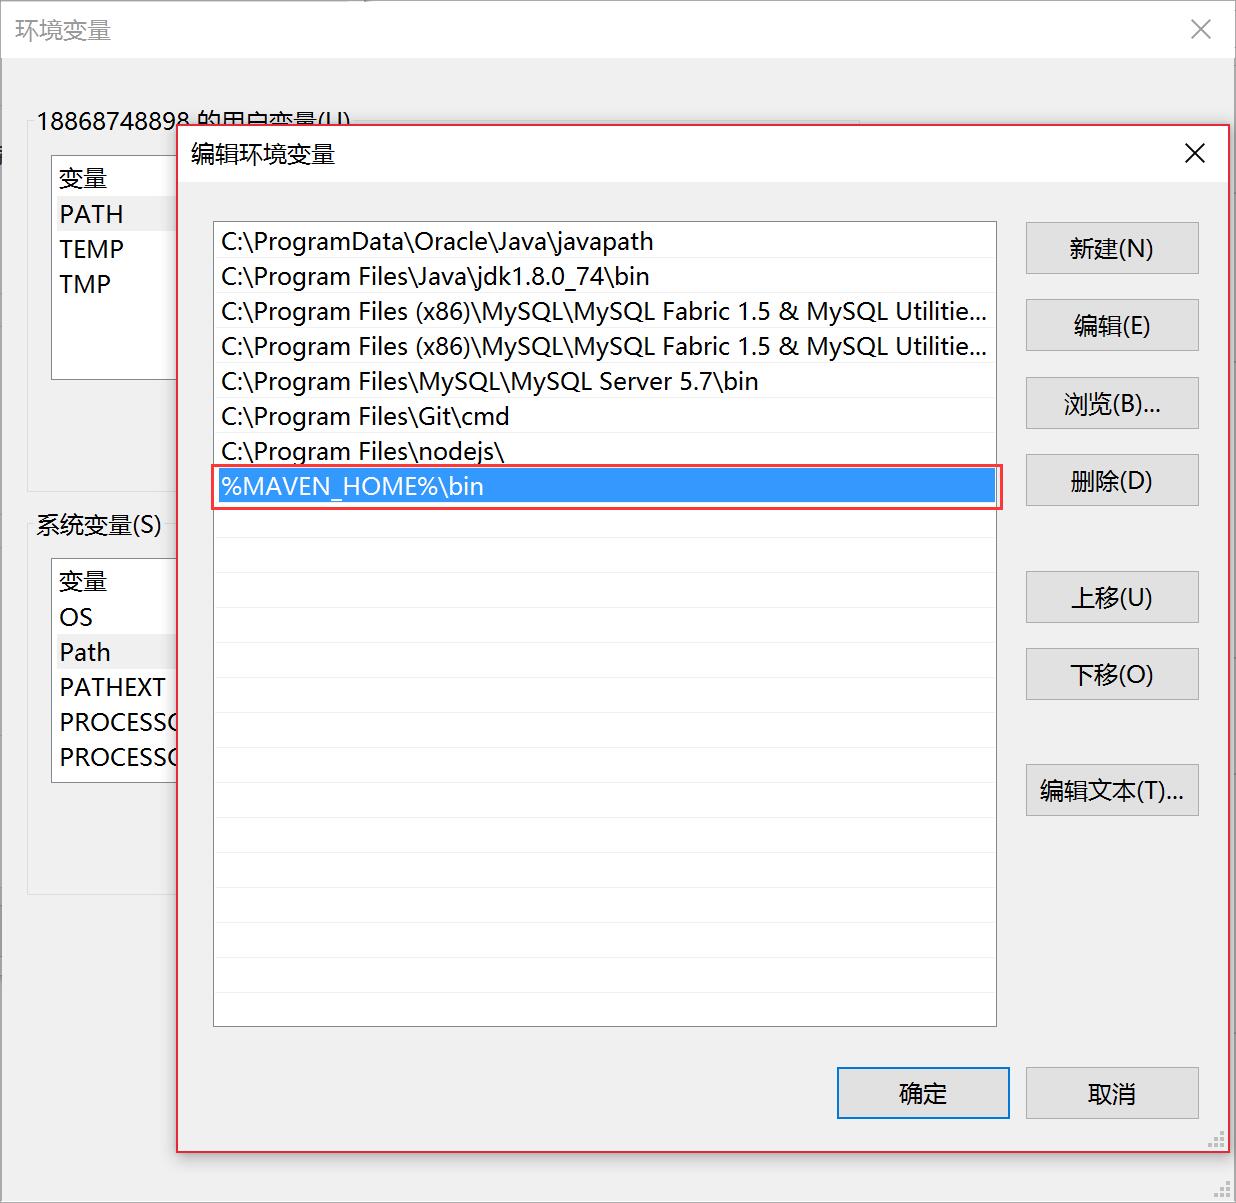 环境变量
18868748898 的用户变量(U)
变量
PATH
TEMP
TMP
系统变量(S)
变量
OS
Path
PATHEXT
PROCESSO
PROCESSO
编辑环境变量
C:\ProgramData\Oracle\Java\javapath
C:\Program Files\Java\jdk1.8.0_74\bin
C:\Program Files (x86)\MySQL\MySQL Fabric 1.5 & MySQL Utilitie...
C:\Program Files (x86)\MySQL\MySQL Fabric 1.5 & MySQL Utilitie...
C:\Program Files\MySQL\MySQL Server 5.7\bin
C:\Program Files\Git\cmd
C:\Program Files\nodejs\
%MAVEN_HOME%\bin
新建(N)
编辑(E)
浏览(B)...
删除(D)
上移(U)
下移(O)
编辑文本(T)...
确定
取消